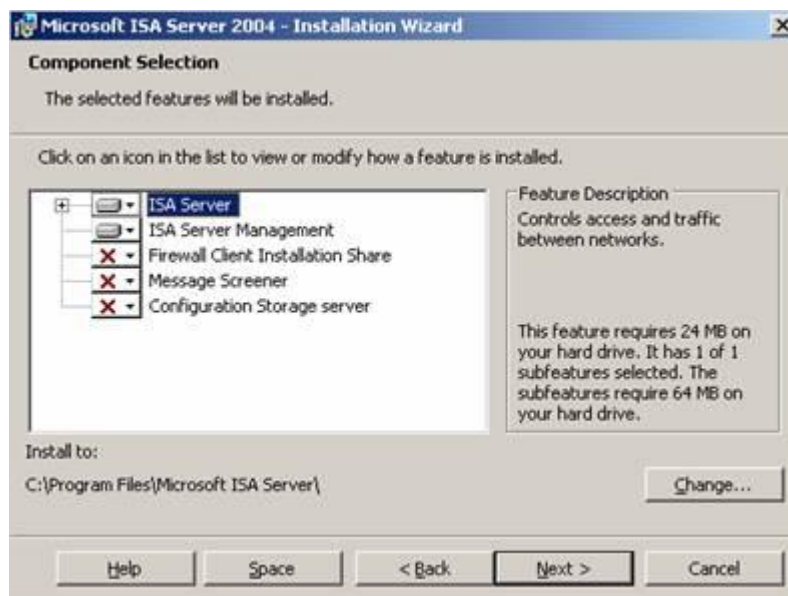 Microsoft ISA Server 2004 - Installation Wizard
Component Selection
The selected features will be installed.
Click on an icon in the list to view or modify how a feature is installed.
ISA Server
ISA Server Management
Firewall Client Installation Share
Message Screener
Configuration Storage server
Feature Description
Controls access and traffic
between networks.
This feature requires 24 MB on
your hard drive. It has 1 of 1
subfeatures selected. The
subfeatures require 64 MB on
your hard drive.
Install to:
C:\Program Files\Microsoft ISA Server\
Change...
Help
Space
< Back
Next >
Cancel